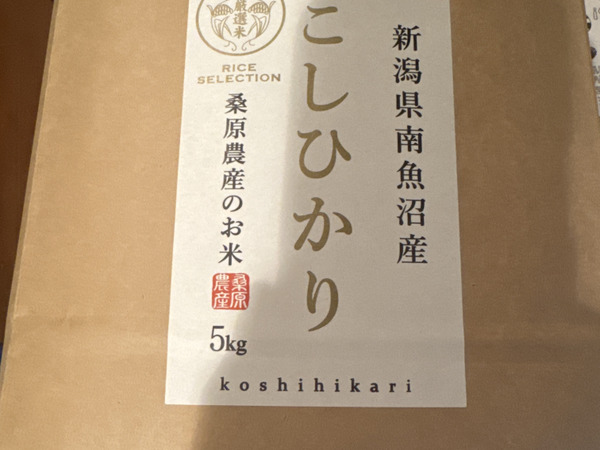 新潟県南魚沼産
こしひかり
厳選米
RICE
SELECTION
桑原農産のお米
桑原
農産
5kg
koshihikari